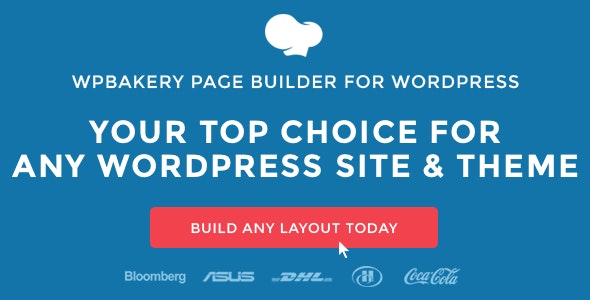 WPBAKERY PAGE BUILDER FOR WORDPRESS
YOUR TOP CHOICE FOR
ANY WORDPRESS SITE & THEME
BUILD ANY LAYOUT TODAY
Bloomberg ASUS DHL H Coca-Cola